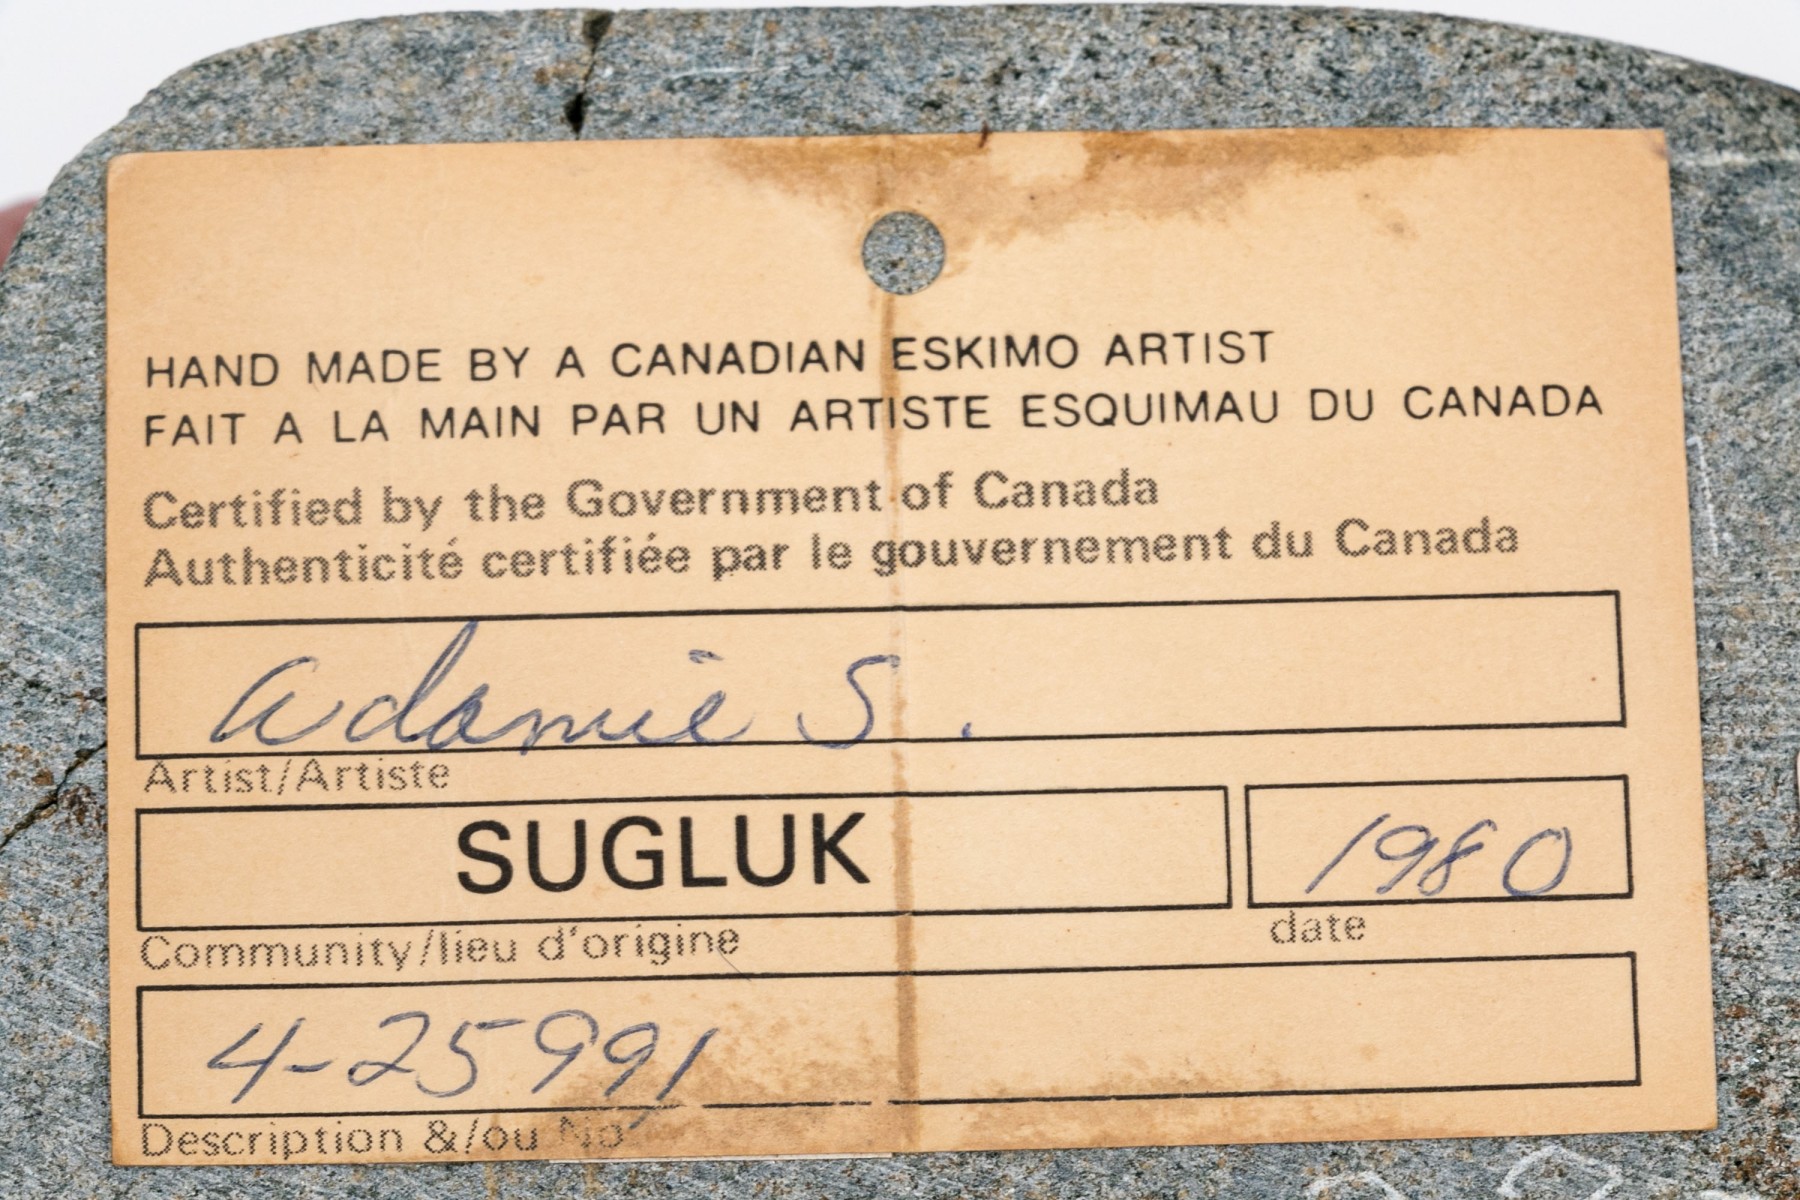 HAND MADE BY A CANADIAN ESKIMO ARTIST
FAIT A LA MAIN PAR UN ARTISTE ESQUIMAU DU CANADA
Certified by the Government of Canada
Authenticité certifiée par le gouvernement du Canada
Adamie S.
Artist/Artiste
SUGLUK
1980
Community/lieu d'origine
date
4-25991
Description &/ou No